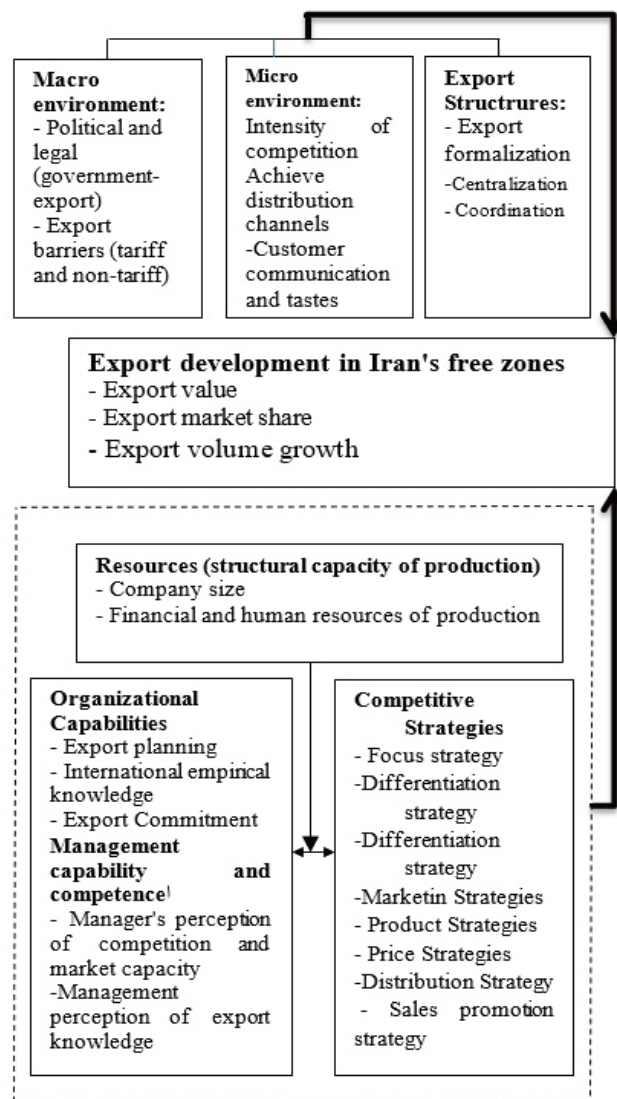 Macro
environment:
- Political and
legal
(government-
export)
- Export
barriers (tariff
and non-tariff)
Micro
environment:
Intensity of
competition
Achieve
distribution
channels
-Customer
communication
and tastes
Export
Structrures:
- Export
formalization
-Centralization
- Coordination
Export development in Iran's free zones
- Export value
- Export market share
- Export volume growth
Resources (structural capacity of production)
- Company size
- Financial and human resources of production
Organizational
Capabilities
- Export planning
- International empirical
knowledge
- Export Commitment
Management
capability and
competence
- Manager's perception
of competition and
market capacity
-Management
perception of export
knowledge
Competitive
Strategies
- Focus strategy
-Differentiation
strategy
-Differentiation
strategy
-Marketin Strategies
- Product Strategies
- Price Strategies
-Distribution Strategy
- Sales promotion
strategy